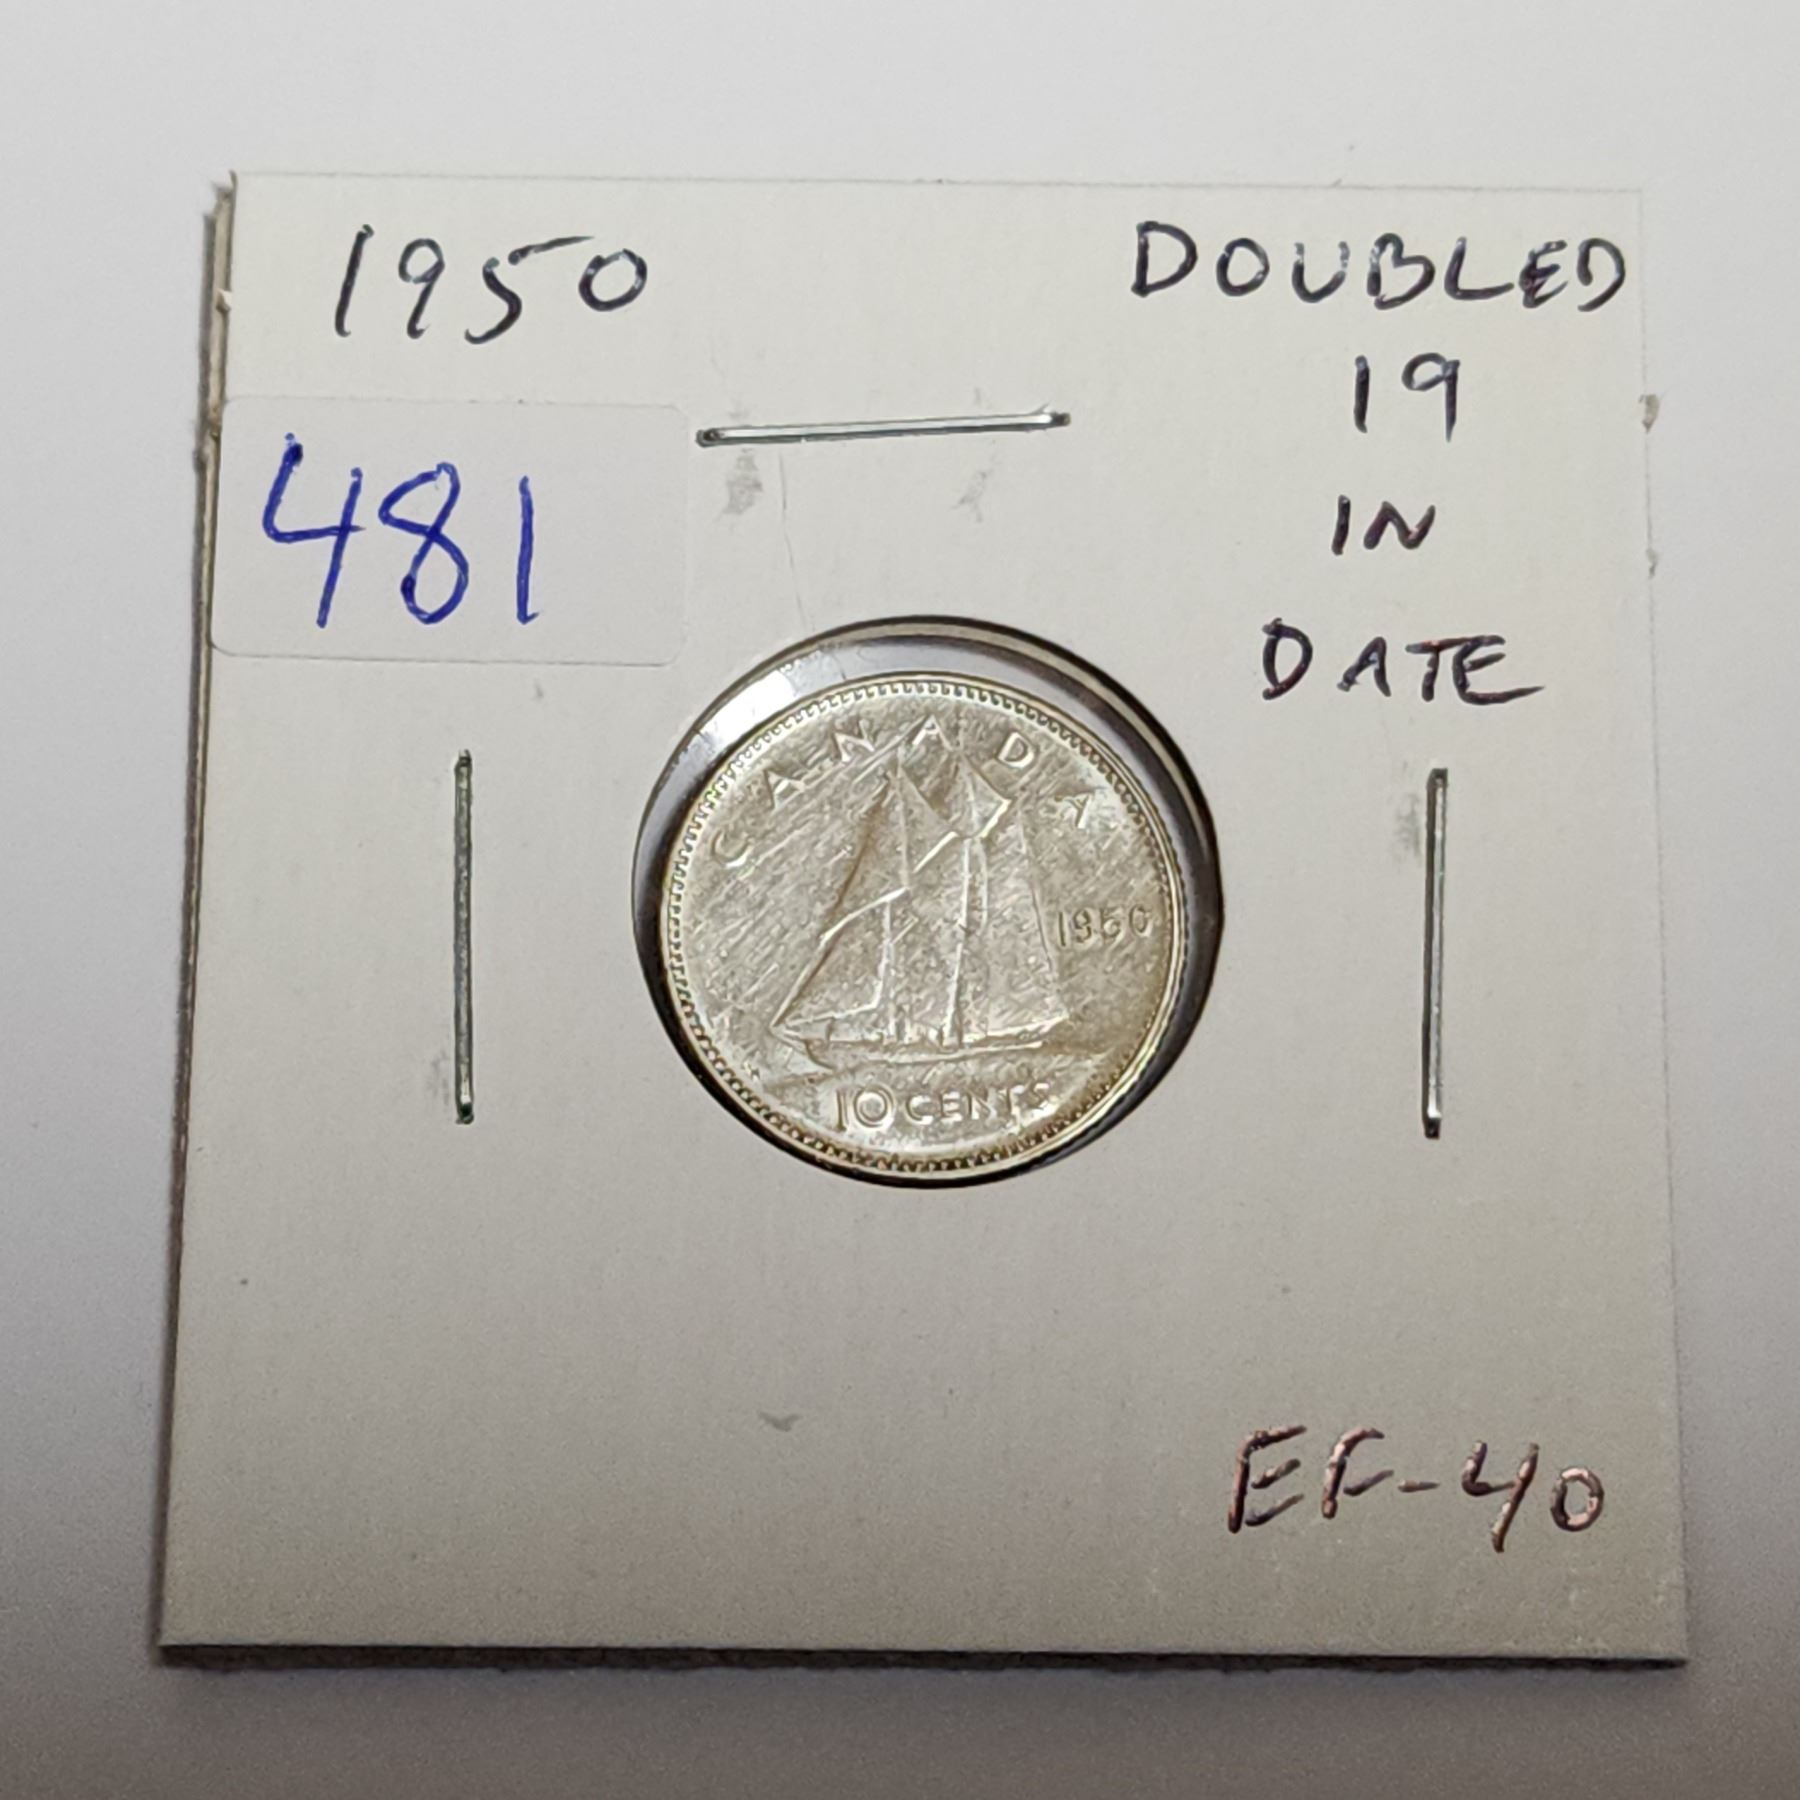 1950
DOUBLED
19
IN
DATE
481
CANADA
1950
10 CENTS
EF-40